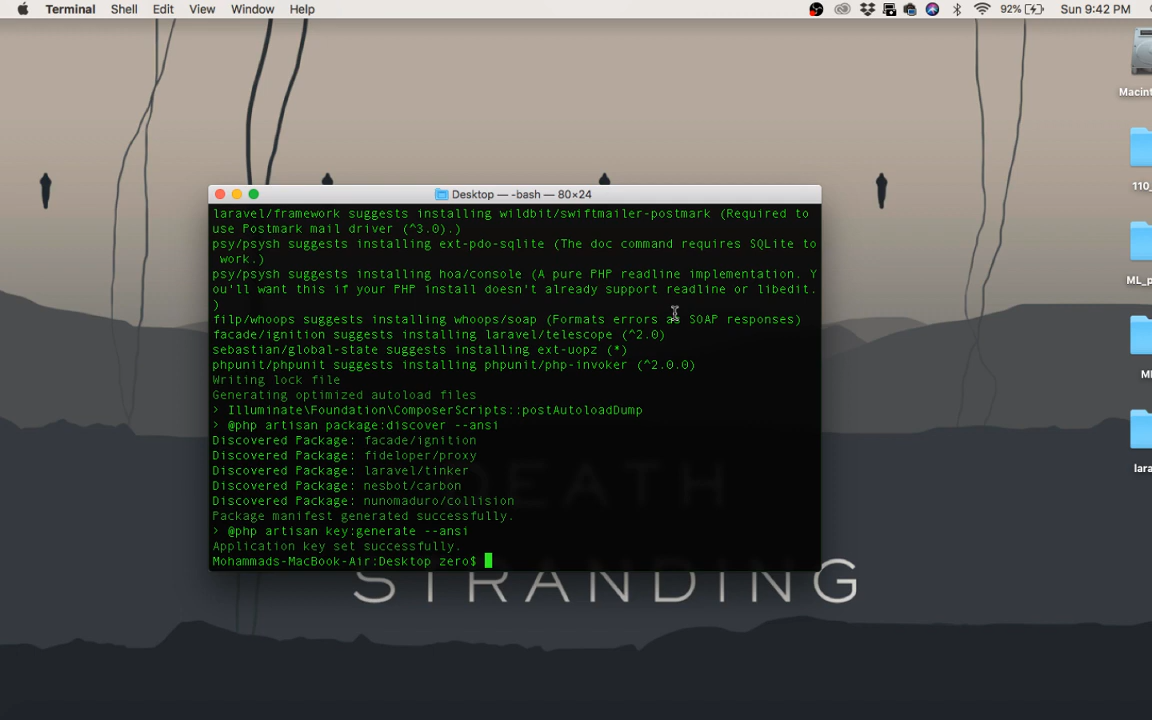 Terminal Shell Edit View Window Help 92% Sun 9:42 PM
Macint
110_
ML_p
lara
Desktop — -bash — 80×24
laravel/framework suggests installing wildbit/swiftmailer-postmark (Required to
use Postmark mail driver (^3.0).)
psy/psysh suggests installing ext-pdo-sqlite (The doc command requires SQLite to
work.)
psy/psysh suggests installing hoa/console (A pure PHP readline implementation. Y
ou'll want this if your PHP install doesn't already support readline or libedit.
)
filp/whoops suggests installing whoops/soap (Formats errors as SOAP responses)
facade/ignition suggests installing laravel/telescope (^2.0)
sebastian/global-state suggests installing ext-uopz (*)
phpunit/phpunit suggests installing phpunit/php-invoker (^2.0.0)
Writing lock file
Generating optimized autoload files
> Illuminate\Foundation\ComposerScripts::postAutoloadDump
> @php artisan package:discover --ansi
Discovered Package: facade/ignition
Discovered Package: fideloper/proxy
Discovered Package: laravel/tinker
Discovered Package: nesbot/carbon
Discovered Package: nunomaduro/collision
Package manifest generated successfully.
> @php artisan key:generate --ansi
Application key set successfully.
Mohammads-MacBook-Air:Desktop zero$
DEATH
STRANDING